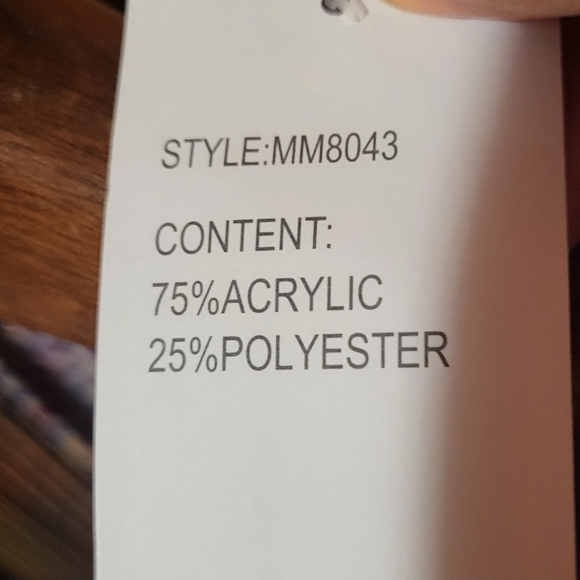 STYLE:MM8043
CONTENT:
75%ACRYLIC
25%POLYESTER